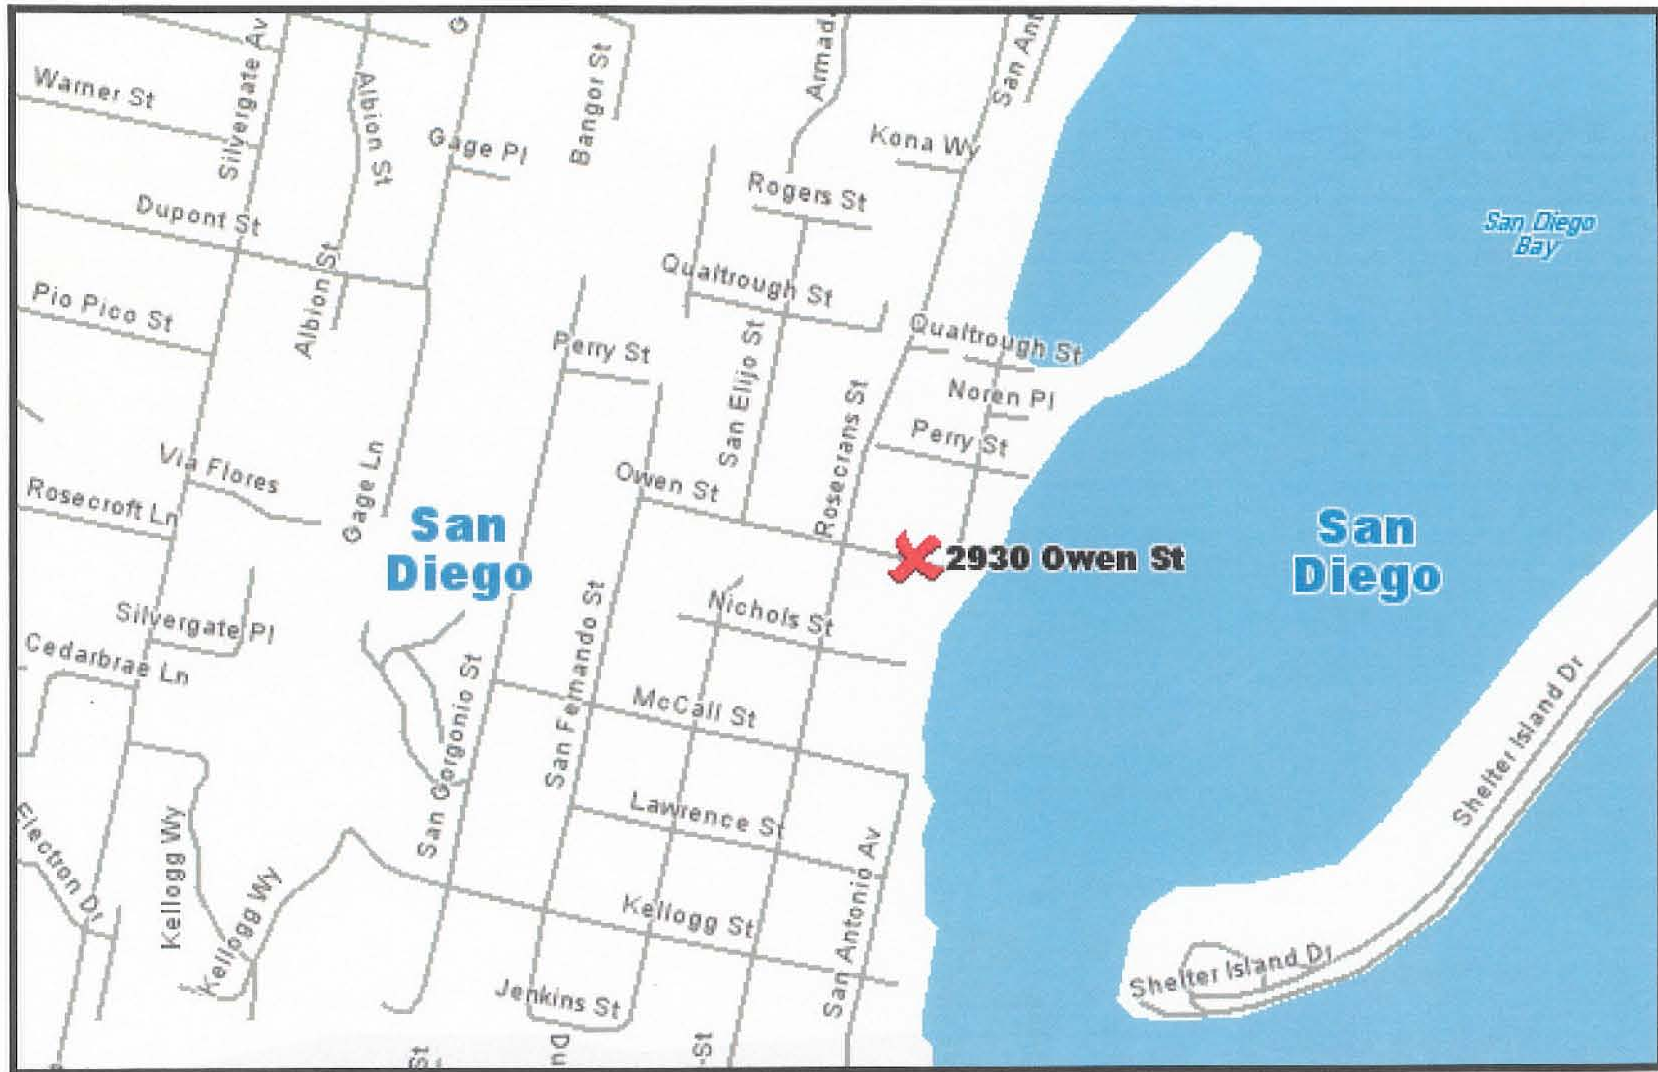 Silvergate Av
G
Armad.
San Ant
Warner St
Albion St
Gage Pl
Bangor St
Kona Wy
Rogers St
Dupont St
San Diego
Bay
Albion St
Qualtrough St
Pio Pico St
Perry St
San Elijo St
Qualtrough St
Noren Pl
Rosecrans St
Perry St
Via Flores
Gage Ln
Owen St
Rosecroft Ln
San
Diego
San
Diego
2930 Owen St
Silvergate Pl
San Fernando St
Nichols St
Cedarbrae Ln
San Gorgonio St
McCall St
Shelter Island Dr
Electron Dr
Kellogg Wy
Lawrence St
San Antonio Av
Kellogg Wy
Kellogg St
Shelter Island Dr
Jenkins St
St
Dn
-St